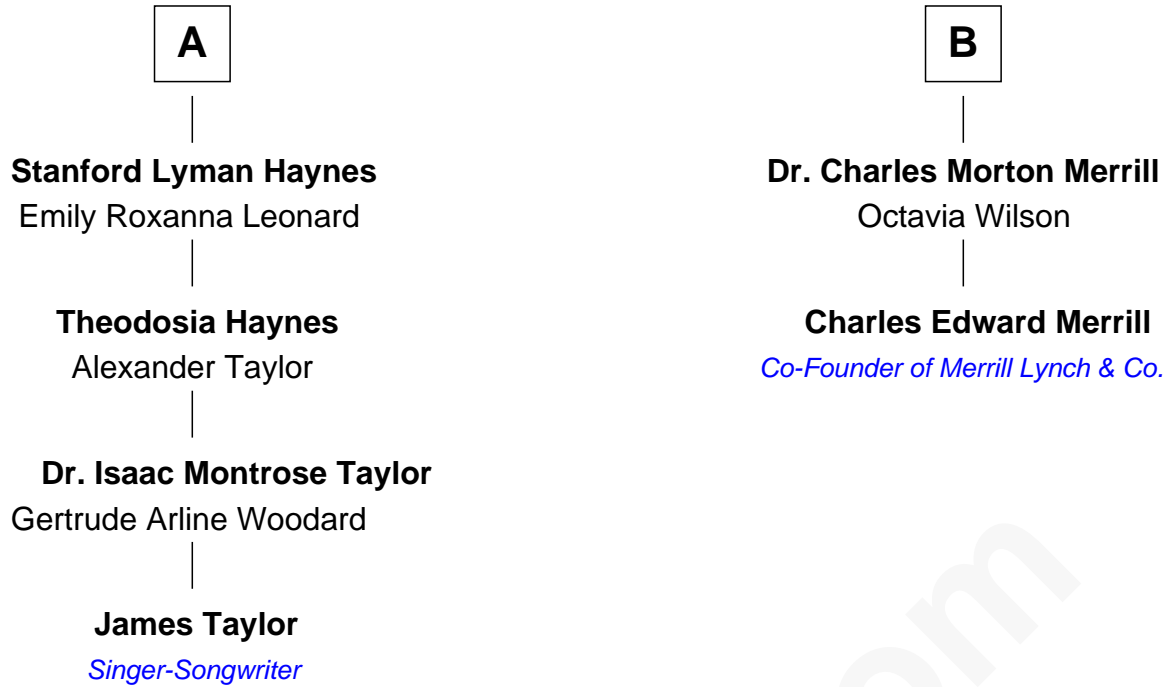 A
Stanford Lyman Haynes
Emily Roxanna Leonard
Theodosia Haynes
Alexander Taylor
Dr. Isaac Montrose Taylor
Gertrude Arline Woodard
James Taylor
Singer-Songwriter
B
Dr. Charles Morton Merrill
Octavia Wilson
Charles Edward Merrill
Co-Founder of Merrill Lynch & Co.
om